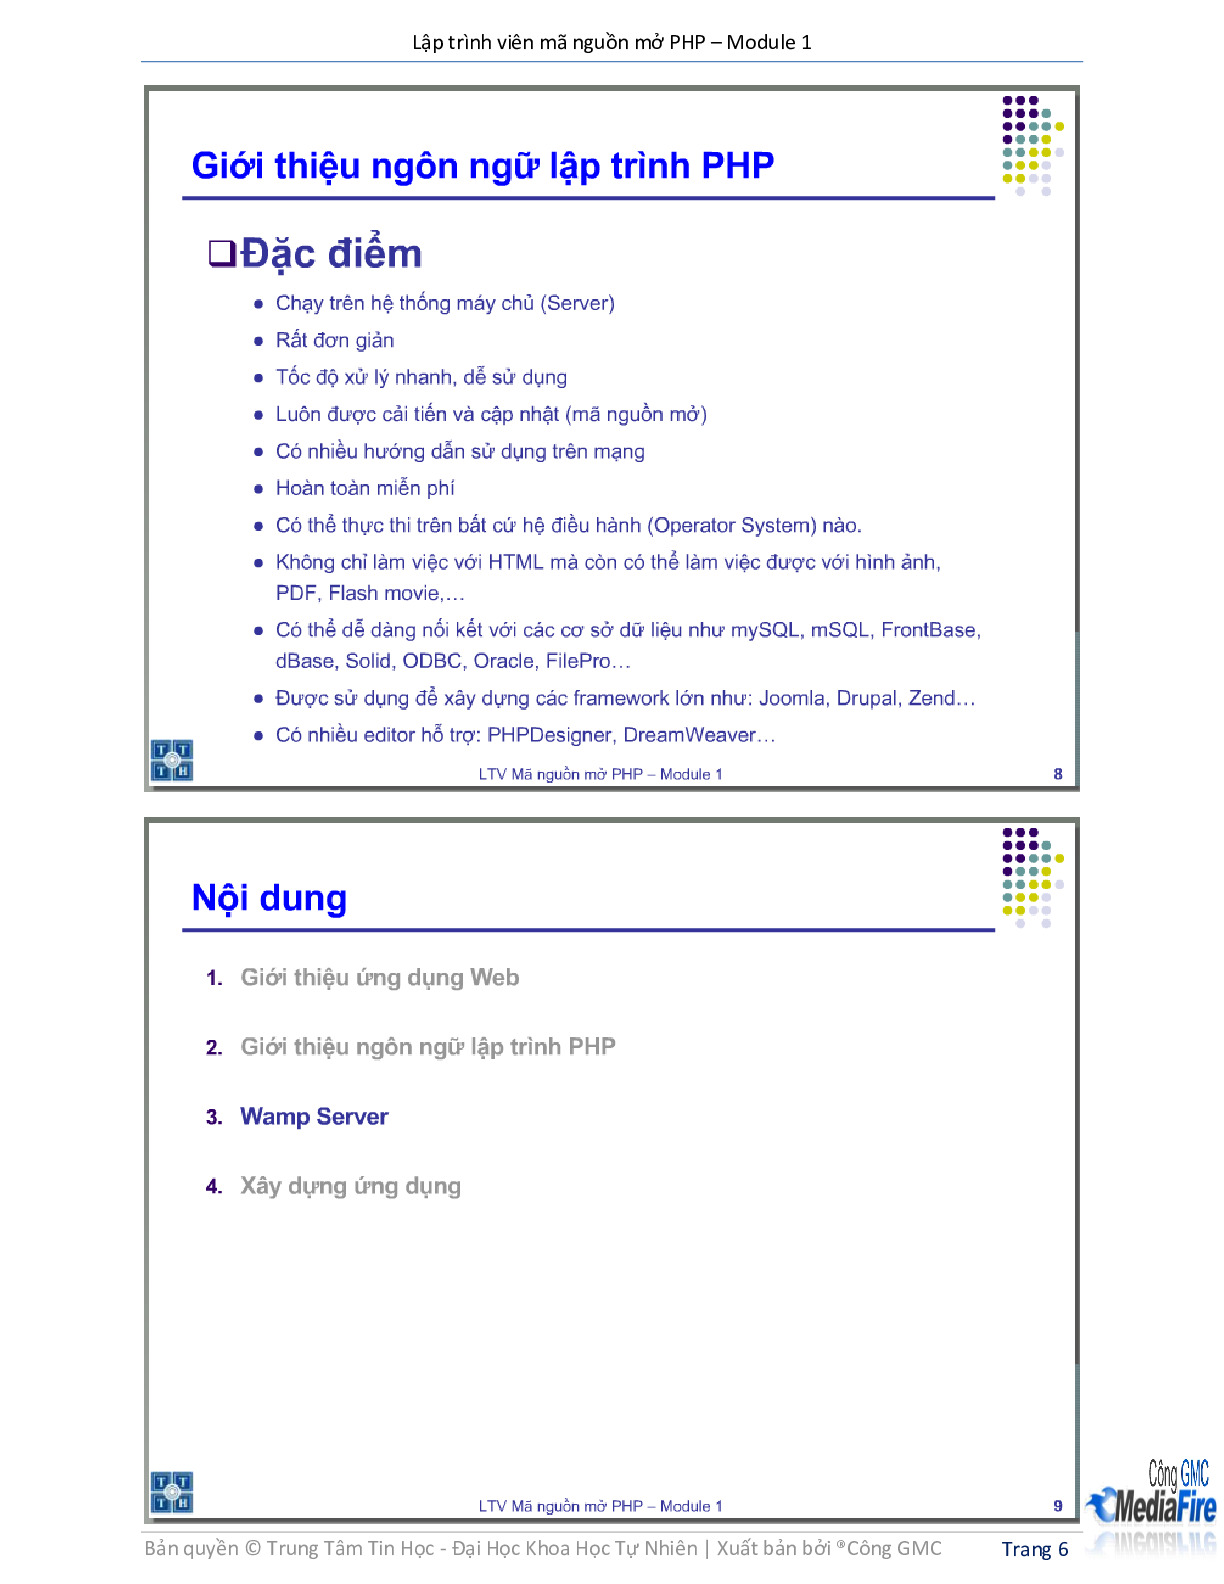 Lập trình viên mã nguồn mở PHP – Module 1
Giới thiệu ngôn ngữ lập trình PHP
Đặc điểm
Chạy trên hệ thống máy chủ (Server)
Rất đơn giản
Tốc độ xử lý nhanh, dễ sử dụng
Luôn được cải tiến và cập nhật (mã nguồn mở)
Có nhiều hướng dẫn sử dụng trên mạng
Hoàn toàn miễn phí
Có thể thực thi trên bất cứ hệ điều hành (Operator System) nào.
Không chỉ làm việc với HTML mà còn có thể làm việc được với hình ảnh,
PDF, Flash movie,…
Có thể dễ dàng nối kết với các cơ sở dữ liệu như mySQL, mSQL, FrontBase,
dBase, Solid, ODBC, Oracle, FilePro…
Được sử dụng để xây dựng các framework lớn như: Joomla, Drupal, Zend…
Có nhiều editor hỗ trợ: PHPDesigner, DreamWeaver…
T T
T H
LTV Mã nguồn mở PHP – Module 1
8
Nội dung
1. Giới thiệu ứng dụng Web
2. Giới thiệu ngôn ngữ lập trình PHP
3. Wamp Server
4. Xây dựng ứng dụng
T T
T H
LTV Mã nguồn mở PHP – Module 1
9
Công GMC
MediaFire
Bản quyền © Trung Tâm Tin Học - Đại Học Khoa Học Tự Nhiên | Xuất bản bởi ®Công GMC
Trang 6